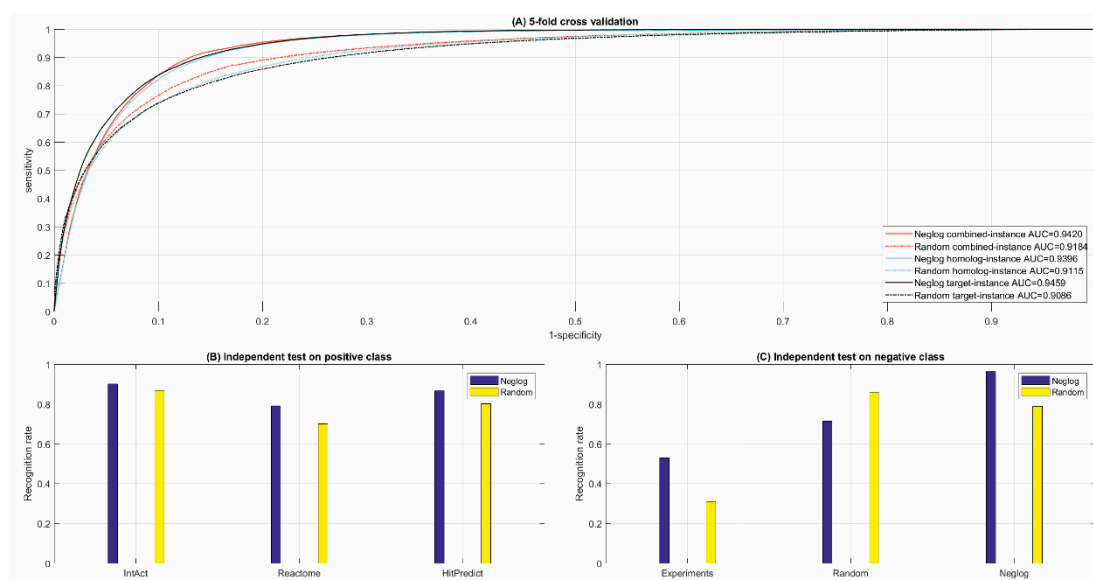 (A) 5-fold cross validation
1
0.9
0.8
0.7
0.6
0.5
0.4
0.3
0.2
0.1
0
sensitivity
Neglog combined-instance AUC=0.9420
Random combined-instance AUC=0.9184
Neglog homolog-instance AUC=0.9396
Random homolog-instance AUC=0.9115
Neglog target-instance AUC=0.9459
Random target-instance AUC=0.9086
0 0.1 0.2 0.3 0.4 0.5 0.6 0.7 0.8 0.9
1-specificity
(B) Independent test on positive class
1
0.8
0.6
0.4
0.2
0
Recognition rate
Neglog
Random
IntAct Reactome HitPredict
(C) Independent test on negative class
1
0.8
0.6
0.4
0.2
0
Recognition rate
Neglog
Random
Experiments Random Neglog